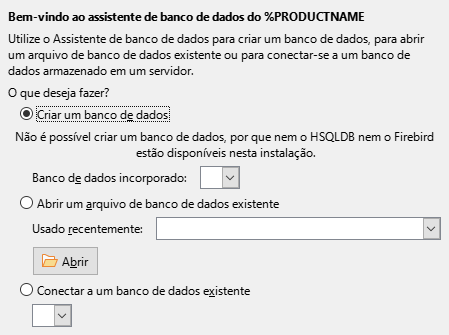 Bem-vindo ao assistente de banco de dados do %PRODUCTNAME
Utilize o Assistente de banco de dados para criar um banco de dados, para abrir
um arquivo de banco de dados existente ou para conectar-se a um banco de
dados armazenado em um servidor.
O que deseja fazer?
Criar um banco de dados
Não é possível criar um banco de dados, por que nem o HSQLDB nem o Firebird
estão disponíveis nesta instalação.
Banco de dados incorporado:
Abrir um arquivo de banco de dados existente
Usado recentemente:
Abrir
Conectar a um banco de dados existente